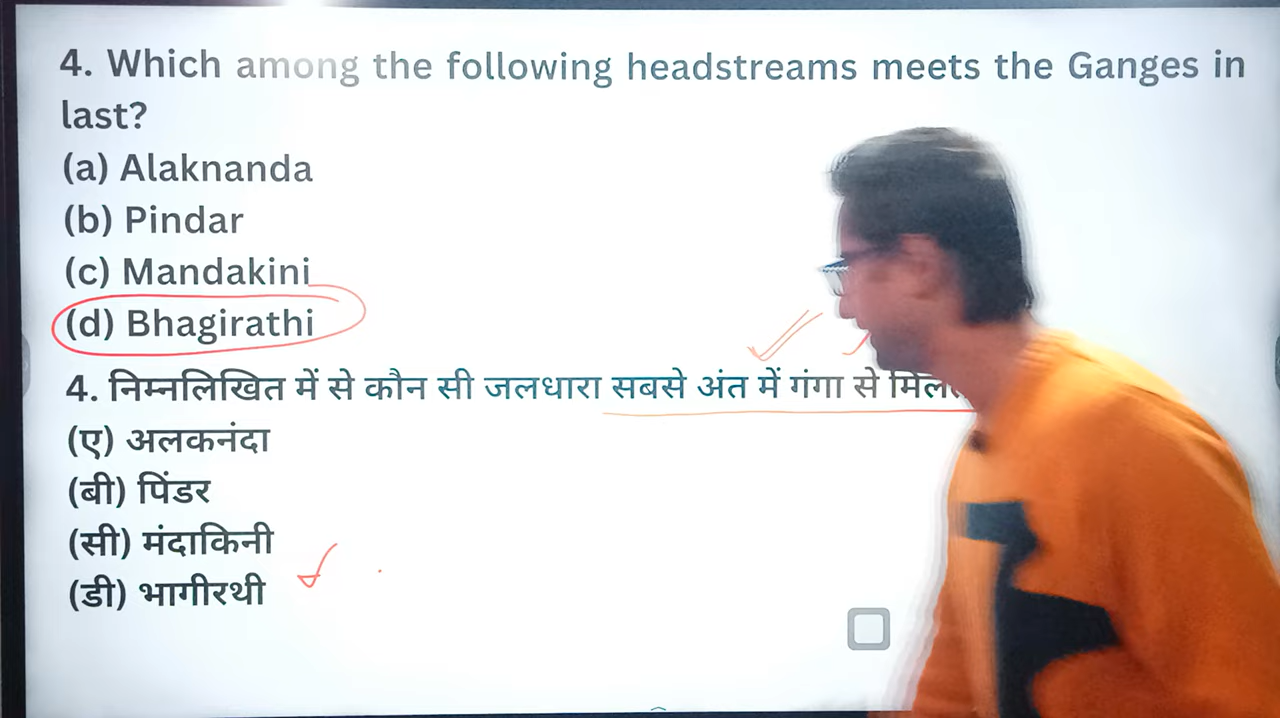 4. Which among the following headstreams meets the Ganges in
last?
(a) Alaknanda
(b) Pindar
(c) Mandakini
(d) Bhagirathi
4. निम्नलिखित में से कौन सी जलधारा सबसे अंत में गंगा से
(ए) अलकनंदा
(बी) पिंडर
(सी) मंदाकिनी
(डी) भागीरथी